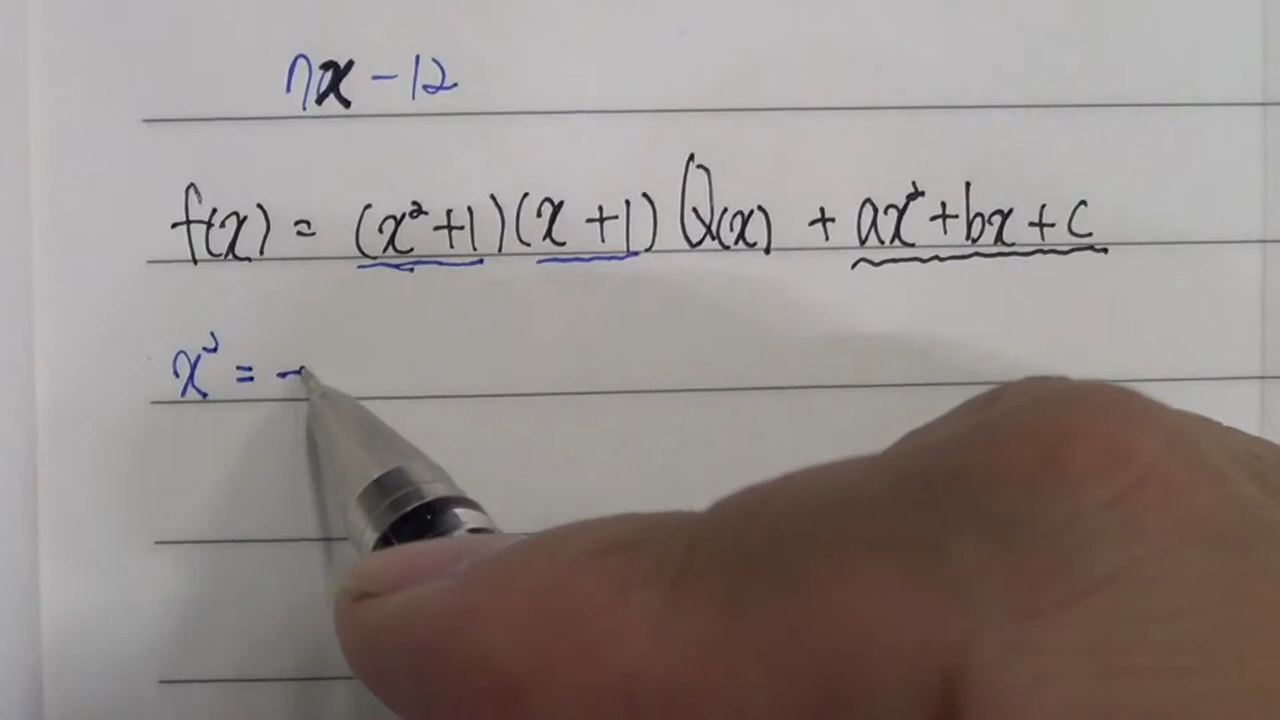 7x - 12
f(x) = (x²+1)(x+1)Q(x) + ax²+bx+c
x² = -